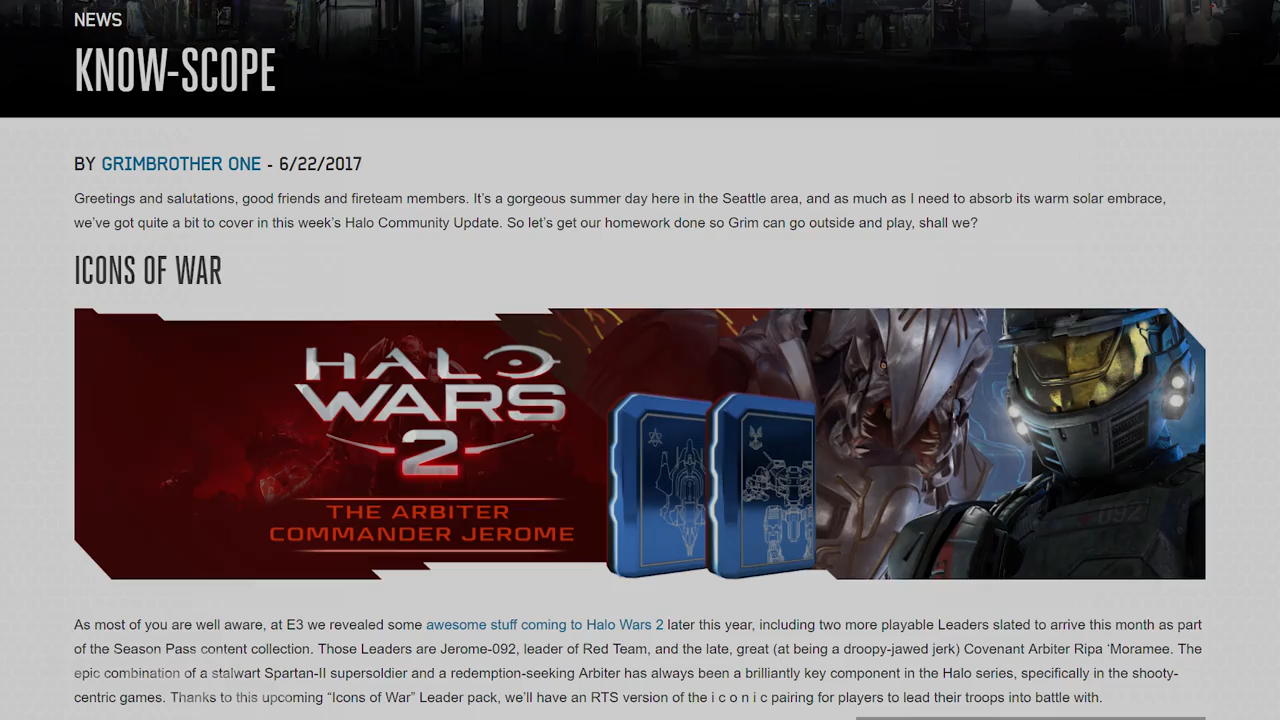 NEWS
KNOW-SCOPE
BY GRIMBROTHER ONE - 6/22/2017
Greetings and salutations, good friends and fireteam members. It’s a gorgeous summer day here in the Seattle area, and as much as I need to absorb its warm solar embrace,
we’ve got quite a bit to cover in this week’s Halo Community Update. So let’s get our homework done so Grim can go outside and play, shall we?
ICONS OF WAR
HALO
WARS
2
THE ARBITER
COMMANDER JEROME
092
As most of you are well aware, at E3 we revealed some awesome stuff coming to Halo Wars 2 later this year, including two more playable Leaders slated to arrive this month as part
of the Season Pass content collection. Those Leaders are Jerome-092, leader of Red Team, and the late, great (at being a droopy-jawed jerk) Covenant Arbiter Ripa ‘Moramee. The
epic combination of a stalwart Spartan-II supersoldier and a redemption-seeking Arbiter has always been a brilliantly key component in the Halo series, specifically in the shooty-
centric games. Thanks to this upcoming “Icons of War” Leader pack, we’ll have an RTS version of the i c o n i c pairing for players to lead their troops into battle with.